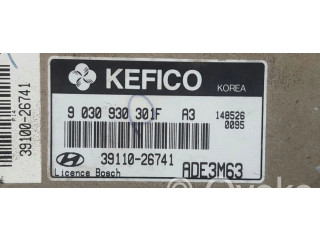 KEFICO
KOREA
9 030 930 301F A3
148526
0095
39110-26741
Licence Bosch
ADE3M63
39100-26741